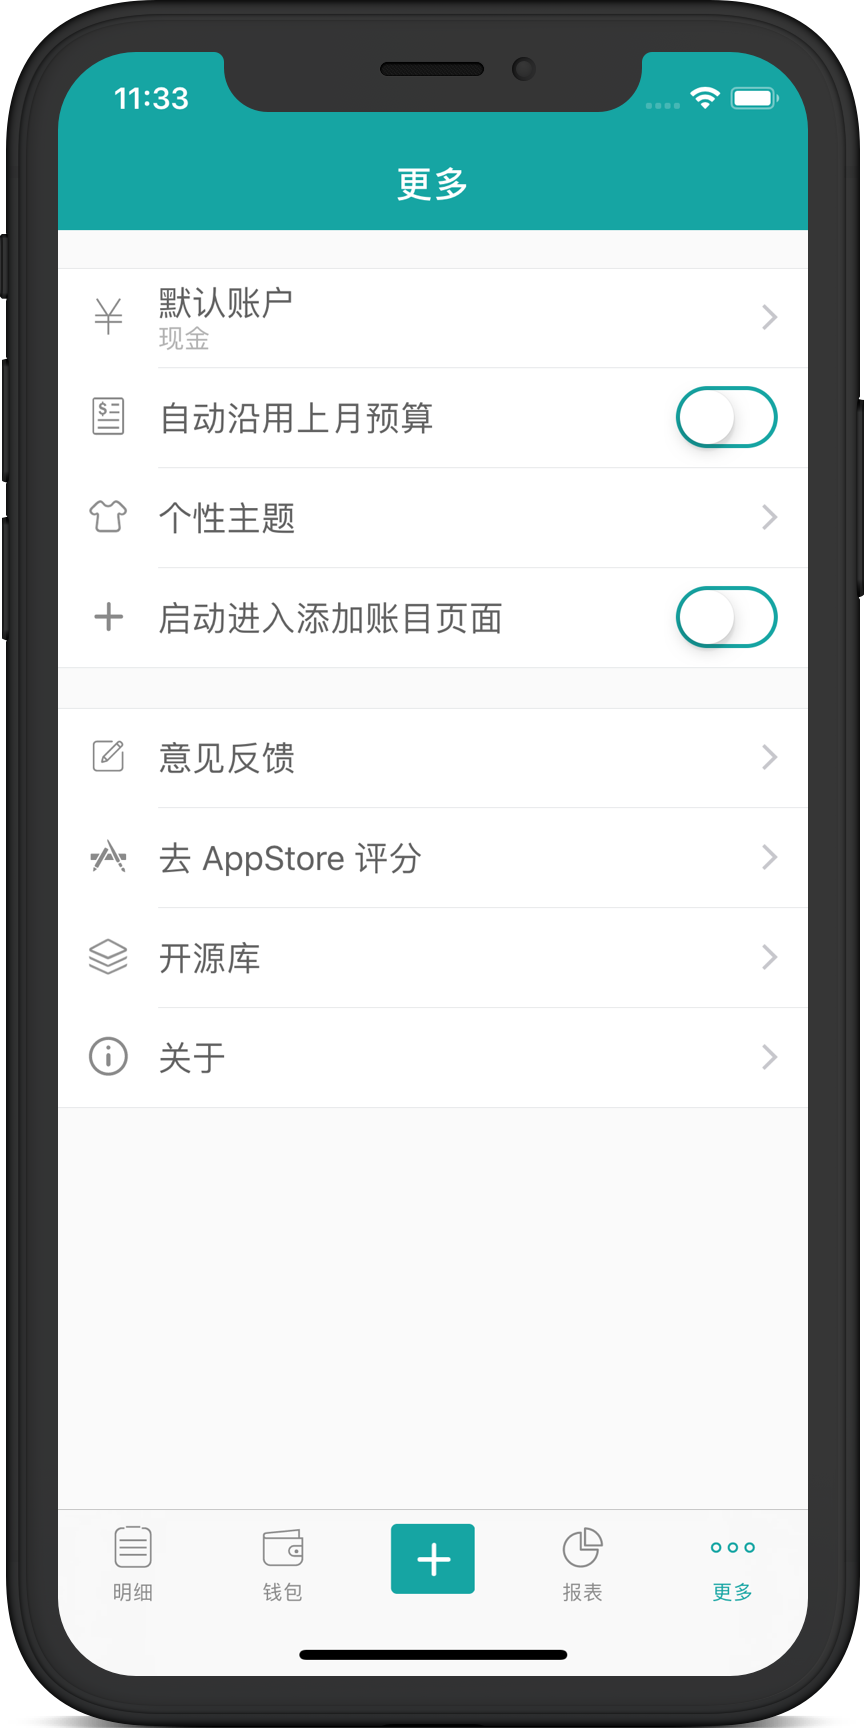 11:33
更多
默认账户
现金
自动沿用上月预算
个性主题
启动进入添加账目页面
意见反馈
去 AppStore 评分
开源库
关于
明细
钱包
报表
更多